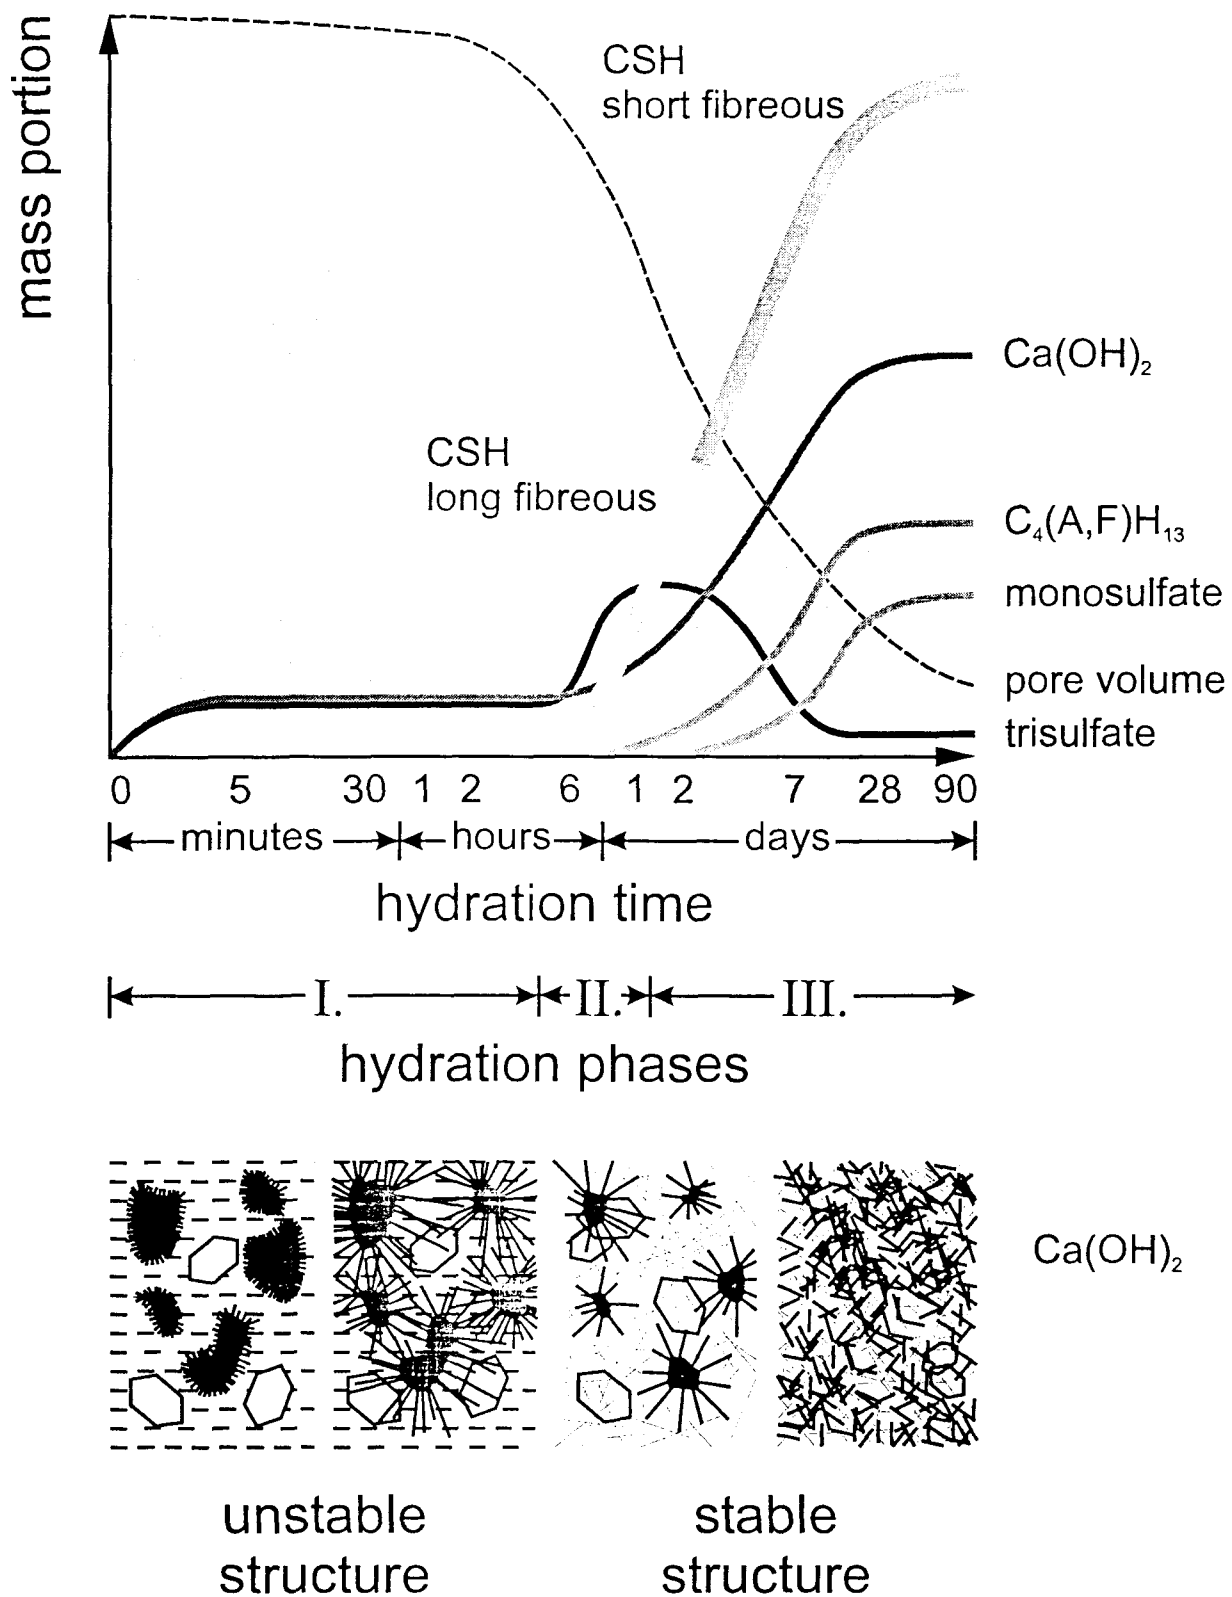 mass portion
CSH
short fibreous
Ca(OH)₂
CSH
long fibreous
C₄(A,F)H₁₃
monosulfate
pore volume
trisulfate
0 5 30 1 2 6 1 2 7 28 90
minutes hours days
hydration time
I. II. III.
hydration phases
Ca(OH)₂
unstable
structure
stable
structure